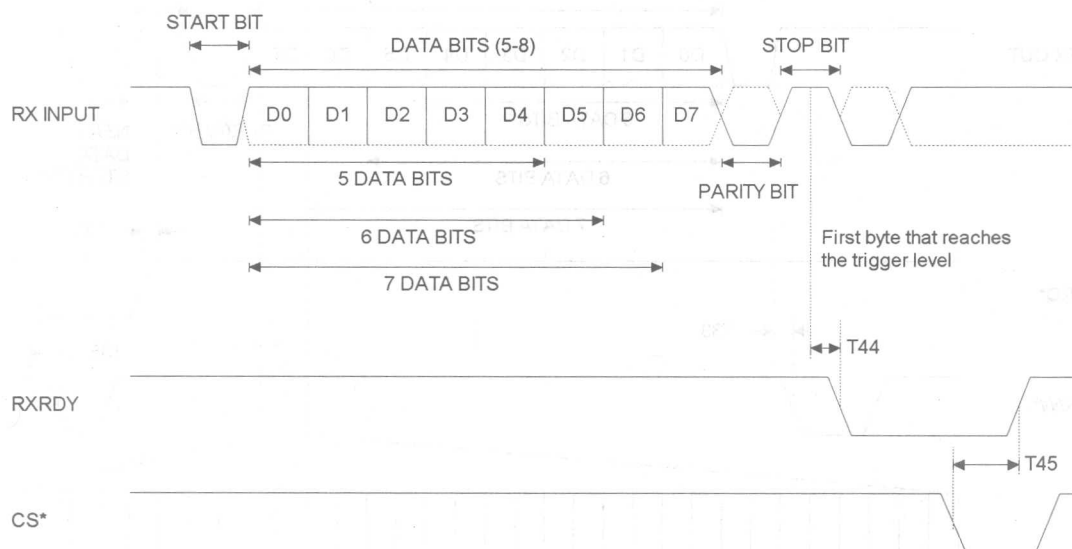 START BIT
DATA BITS (5-8)
STOP BIT
RX INPUT
D0 D1 D2 D3 D4 D5 D6 D7
5 DATA BITS
PARITY BIT
6 DATA BITS
First byte that reaches
the trigger level
7 DATA BITS
T44
RXRDY
T45
CS*